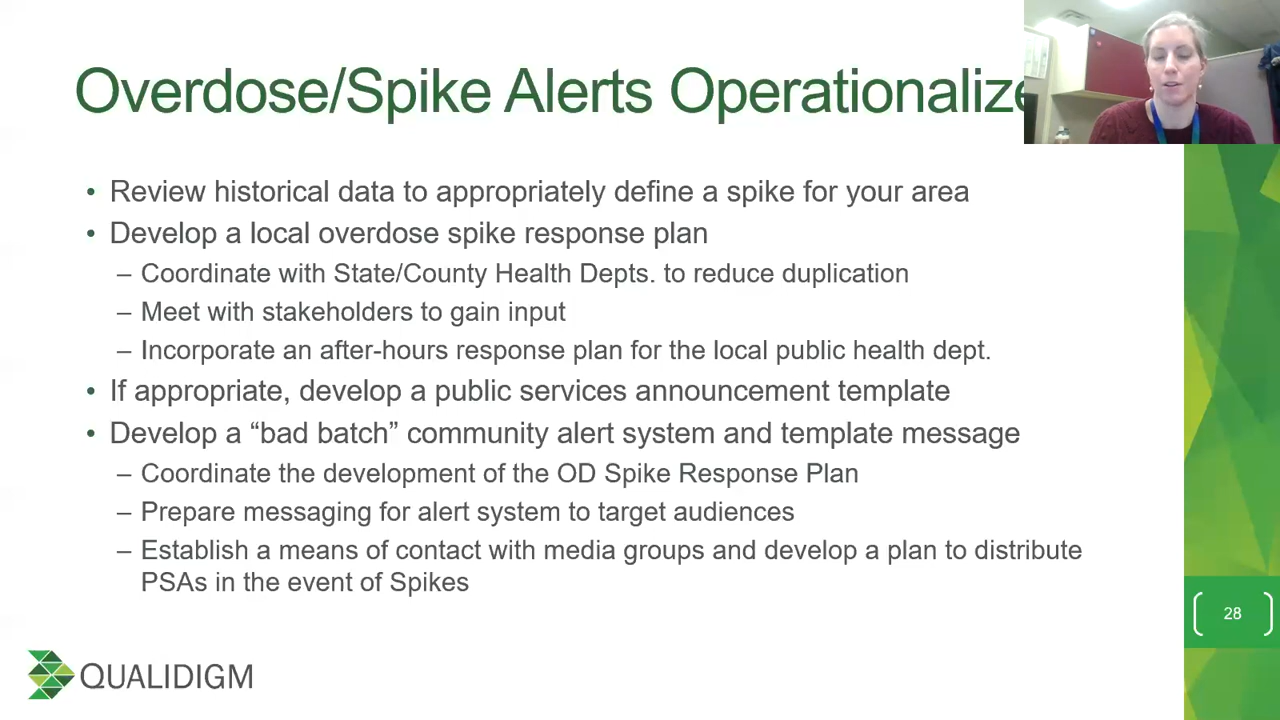 Overdose/Spike Alerts Operationalize
• Review historical data to appropriately define a spike for your area
• Develop a local overdose spike response plan
– Coordinate with State/County Health Depts. to reduce duplication
– Meet with stakeholders to gain input
– Incorporate an after-hours response plan for the local public health dept.
• If appropriate, develop a public services announcement template
• Develop a “bad batch” community alert system and template message
– Coordinate the development of the OD Spike Response Plan
– Prepare messaging for alert system to target audiences
– Establish a means of contact with media groups and develop a plan to distribute
PSAs in the event of Spikes
28
QUALIDIGM